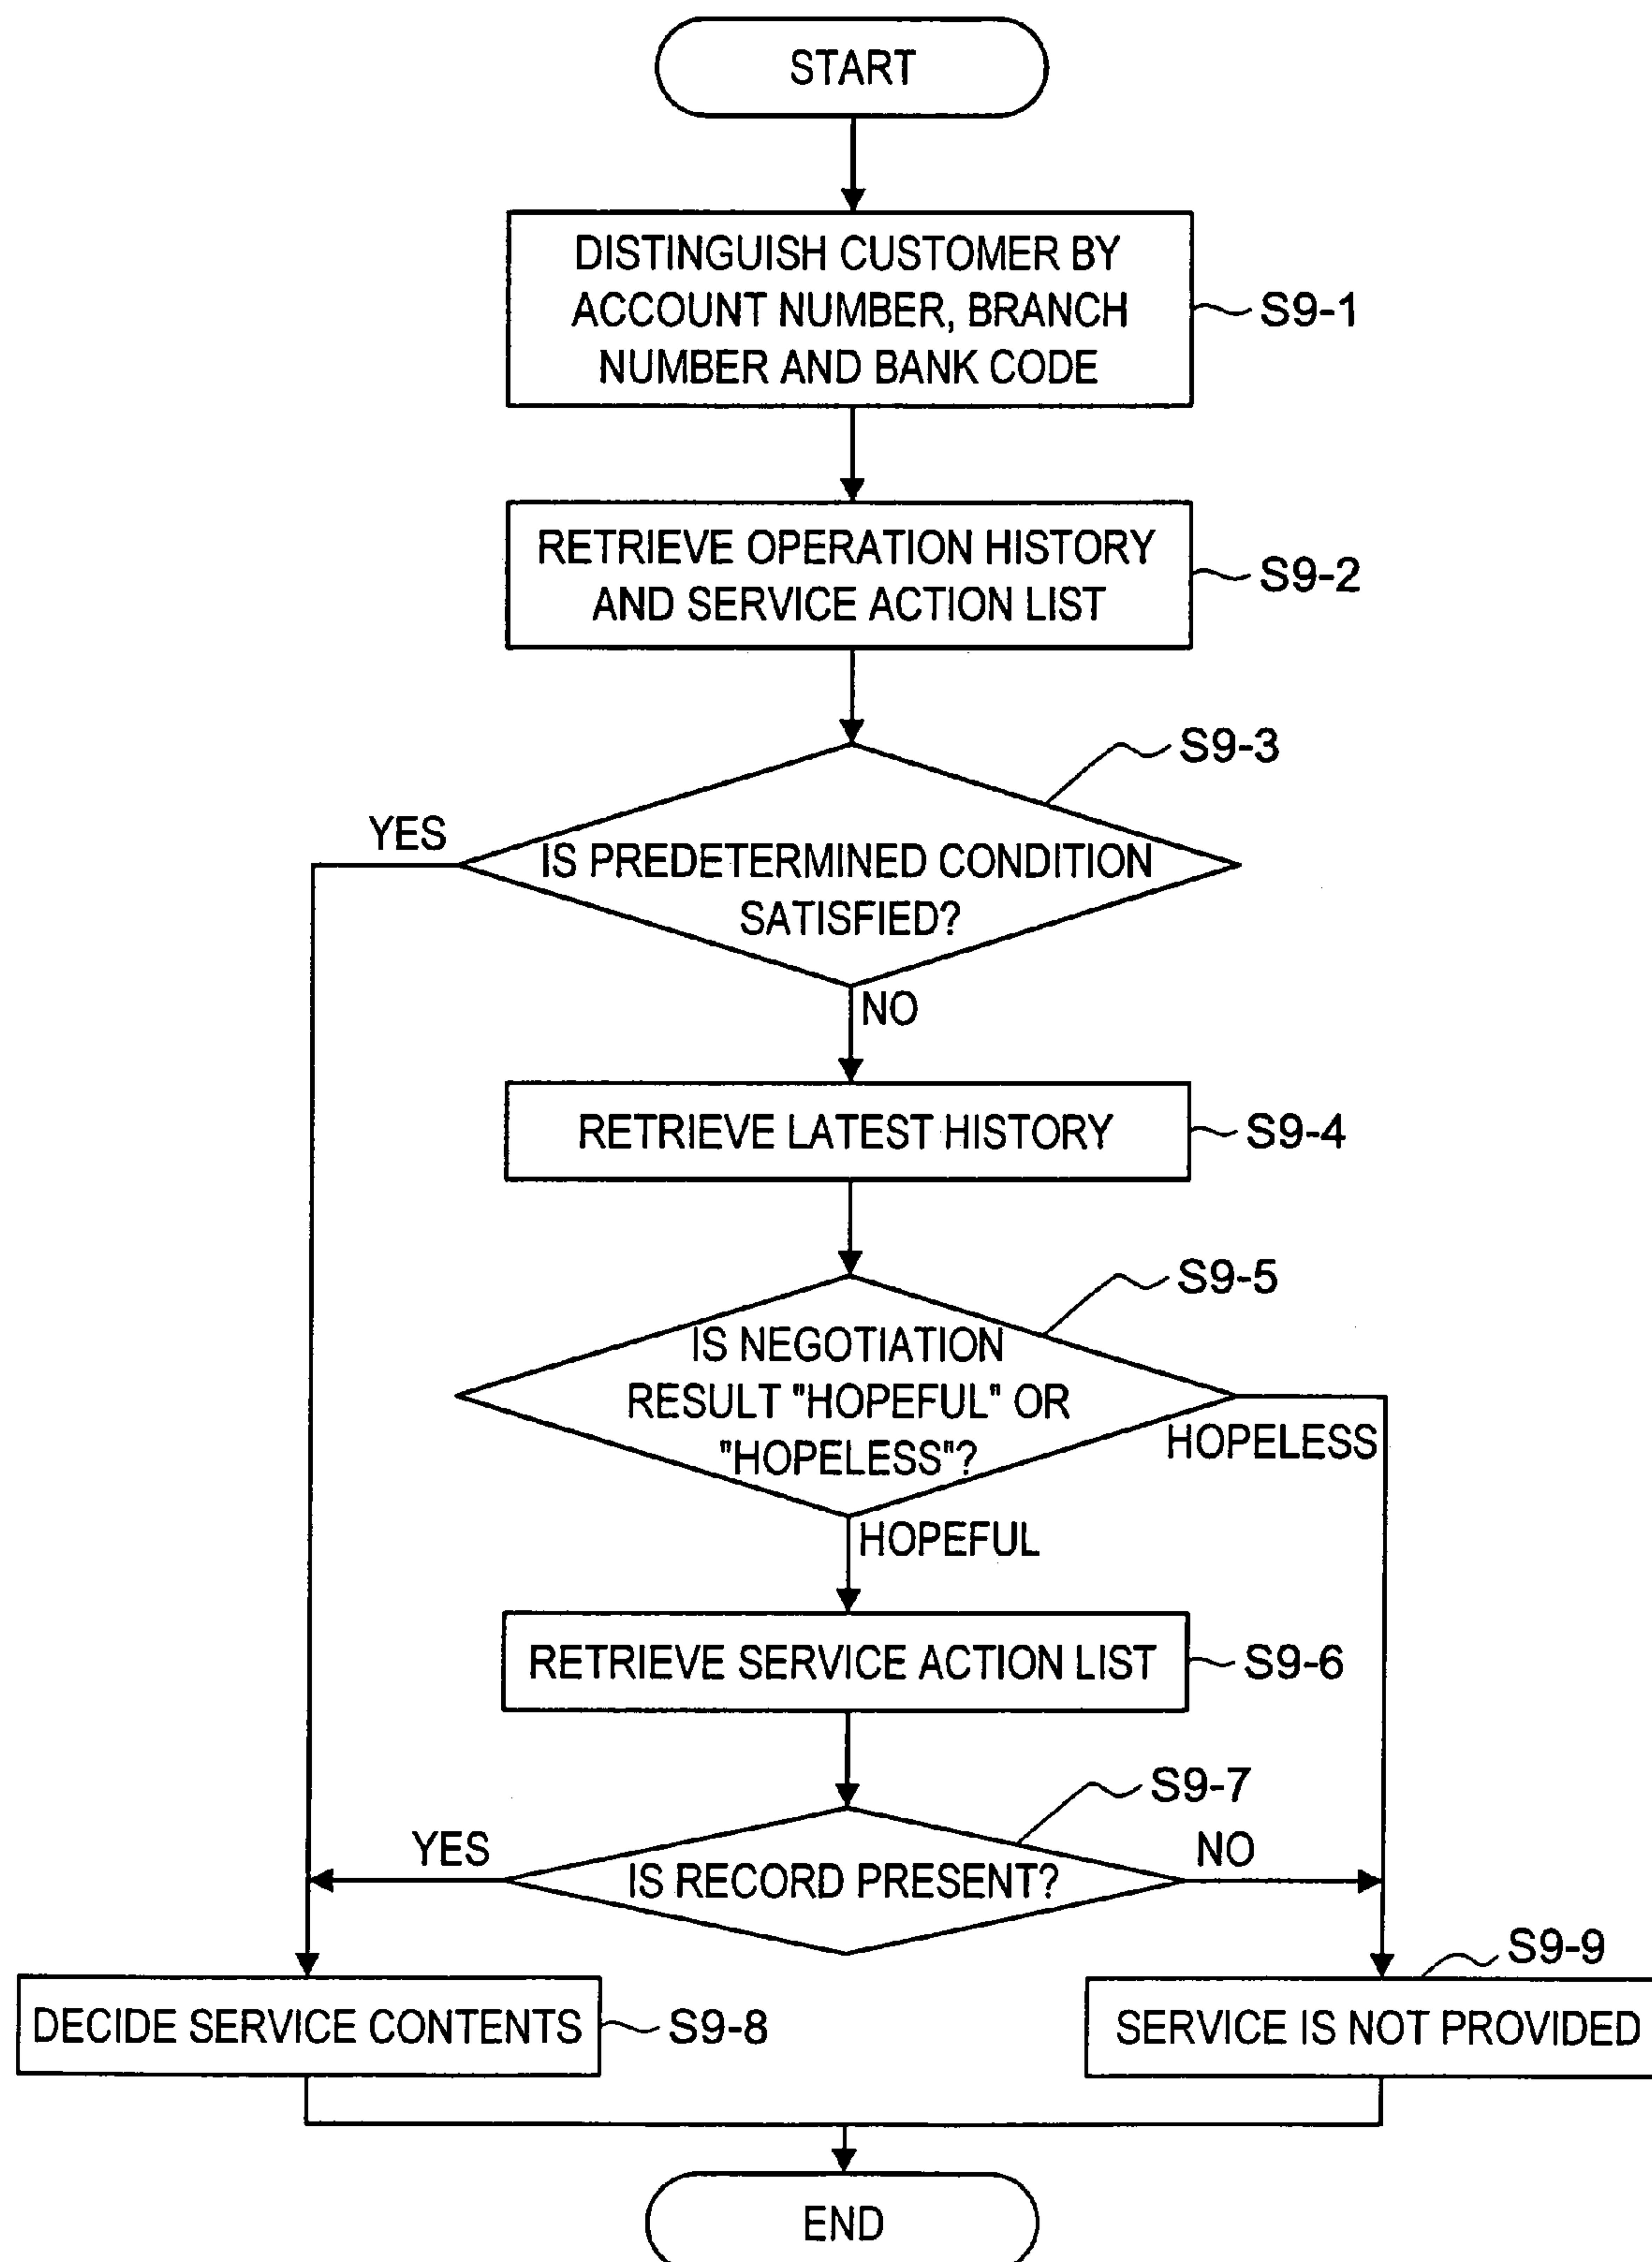 START
DISTINGUISH CUSTOMER BY
ACCOUNT NUMBER, BRANCH
NUMBER AND BANK CODE
S9-1
RETRIEVE OPERATION HISTORY
AND SERVICE ACTION LIST
S9-2
S9-3
YES
IS PREDETERMINED CONDITION
SATISFIED?
NO
RETRIEVE LATEST HISTORY
S9-4
S9-5
IS NEGOTIATION
RESULT "HOPEFUL" OR
"HOPELESS"?
HOPELESS
HOPEFUL
RETRIEVE SERVICE ACTION LIST
S9-6
S9-7
YES
IS RECORD PRESENT?
NO
S9-9
DECIDE SERVICE CONTENTS
S9-8
SERVICE IS NOT PROVIDED
END